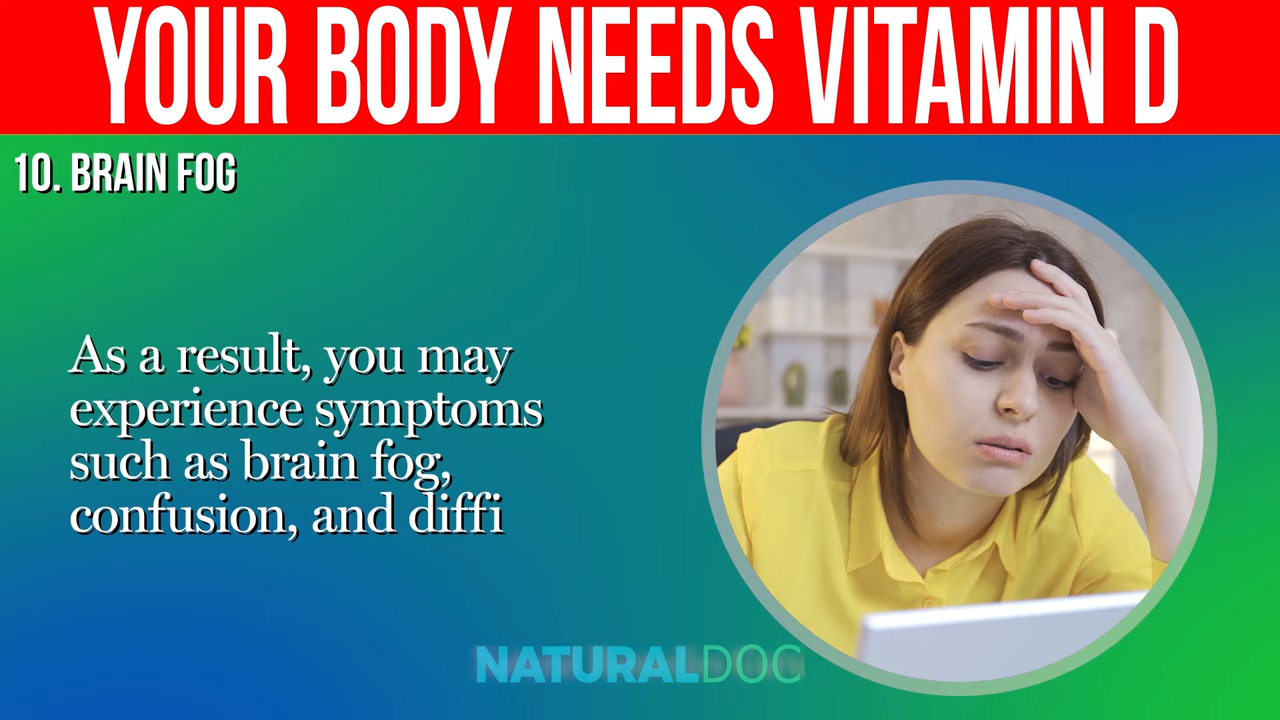 YOUR BODY NEEDS VITAMIN D
10. BRAIN FOG
As a result, you may
experience symptoms
such as brain fog,
confusion, and diffi
NATURALDOC